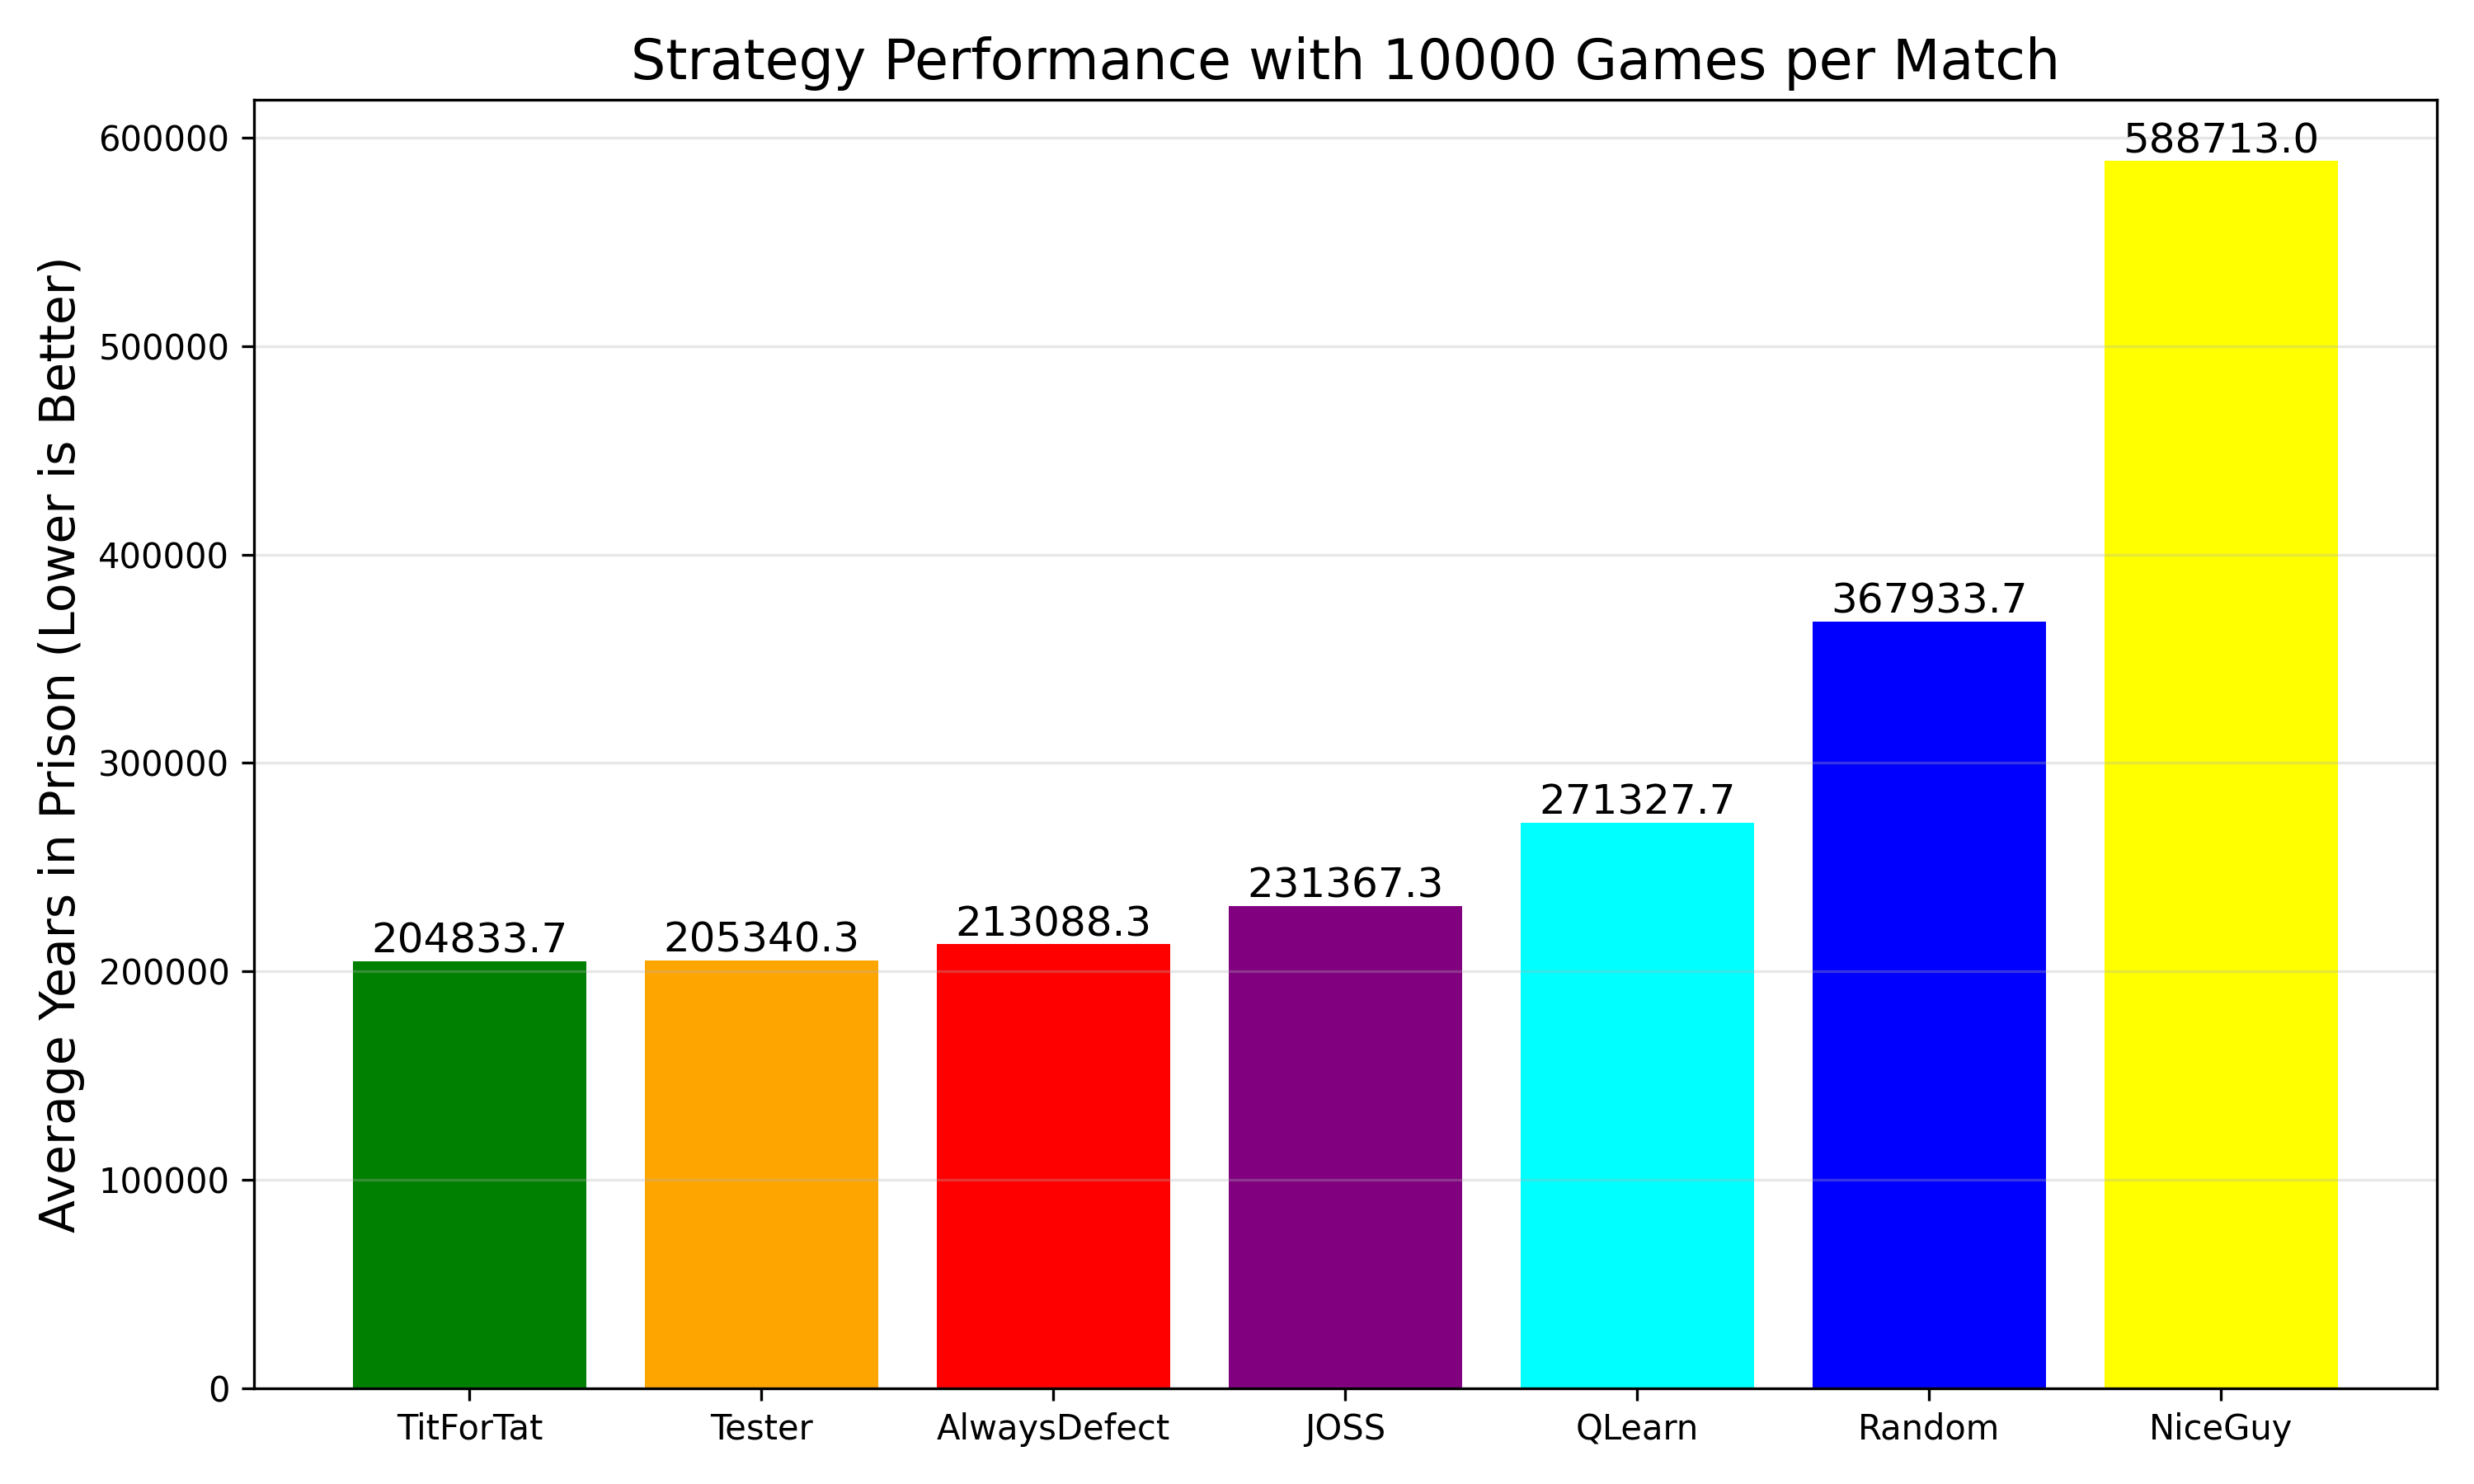 Strategy Performance with 10000 Games per Match
Average Years in Prison (Lower is Better)
600000
500000
400000
300000
200000
100000
0
204833.7
205340.3
213088.3
231367.3
271327.7
367933.7
588713.0
TitForTat
Tester
AlwaysDefect
JOSS
QLearn
Random
NiceGuy